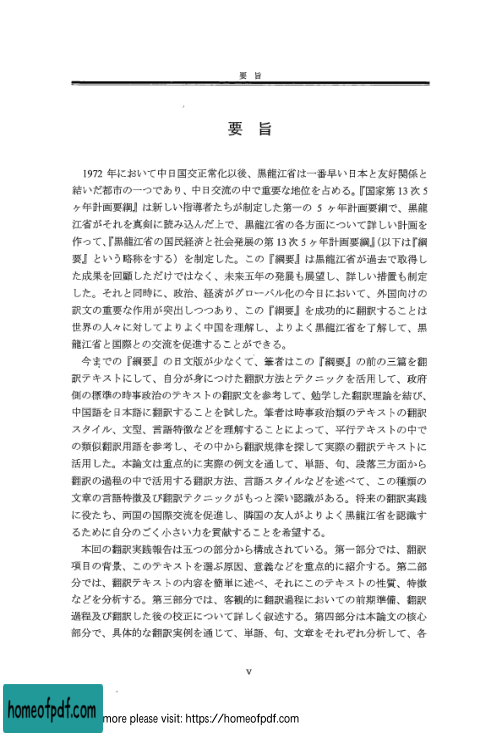 要 旨
要 旨
1972 年において中日国交正常化以後、黒龍江省は一番早い日本と友好関係と
結いだ都市の一つであり、中日交流の中で重要な地位を占める。『国家第 13 次 5
ヶ年計画要綱』は新しい指導者たちが制定した第一の 5 ヶ年計画要綱で、黒龍
江省がそれを真剣に読み込んだ上で、黒龍江省の各方面について詳しい計画を
作って、『黒龍江省の国民経済と社会発展の第 13 次 5 ヶ年計画要綱』（以下は『綱
要』という略称をする）を制定した。この『綱要』は黒龍江省が過去で取得し
た成果を回顧しただけではなく、未来五年の発展も展望し、詳しい措置も制定
した。それと同時に、政治、経済がグローバル化の今日において、外国向けの
訳文の重要な作用が突出しつつあり、この『綱要』を成功的に翻訳することは
世界の人々に対してよりよく中国を理解し、よりよく黒龍江省を了解して、黒
龍江省と国際との交流を促進することができる。
今までの『綱要』の日文版が少なくて、筆者はこの『綱要』の前の三篇を翻
訳テキストにして、自分が身につけた翻訳方法とテクニックを活用して、政府
側の標準の時事政治のテキストの翻訳文を参考して、勉学した翻訳理論を結び、
中国語を日本語に翻訳することを試した。筆者は時事政治類のテキストの翻訳
スタイル、文型、言語特徴などを理解することによって、平行テキストの中で
の類似翻訳用語を参考し、その中から翻訳規律を探して実際の翻訳テキストに
活用した。本論文は重点的に実際の例文を通して、単語、句、段落三方面から
翻訳の過程の中で活用する翻訳方法、言語スタイルなどを述べて、この種類の
文章の言語特徴及び翻訳テクニックがもっと深い認識がある。将来の翻訳実践
に役たち、両国の国際交流を促進し、隣国の友人がよりよく黒龍江省を認識す
るために自分のごく小さい力を貢献することを希望する。
本回の翻訳実践報告は五つの部分から構成されている。第一部分では、翻訳
項目の背景、このテキストを選ぶ原因、意義などを重点的に紹介する。第二部
分では、翻訳テキストの内容を簡単に述べ、それにこのテキストの性質、特徴
などを分析する。第三部分では、客観的に翻訳過程においての前期準備、翻訳
過程及び翻訳した後の校正について詳しく叙述する。第四部分は本論文の核心
部分で、具体的な翻訳実例を通じて、単語、句、文章をそれぞれ分析して、各
V
homeofpdf.com
more please visit: https://homeofpdf.com